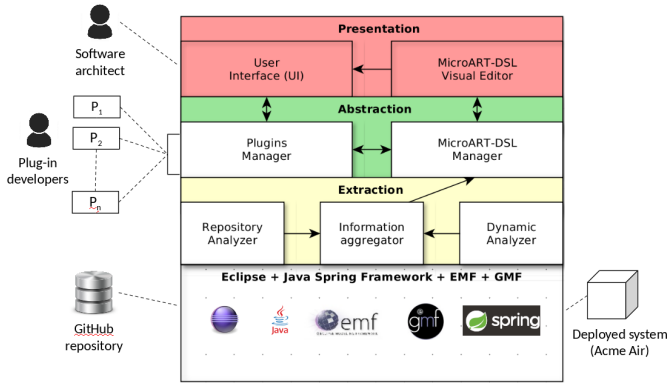 Presentation
Software
architect
User
Interface (UI)
MicroART-DSL
Visual Editor
Abstraction
P1
P2
Pn
Plug-in
developers
Plugins
Manager
MicroART-DSL
Manager
Extraction
Repository
Analyzer
Information
aggregator
Dynamic
Analyzer
Eclipse + Java Spring Framework + EMF + GMF
Java
emf
gmf
spring
GitHub
repository
Deployed system
(Acme Air)